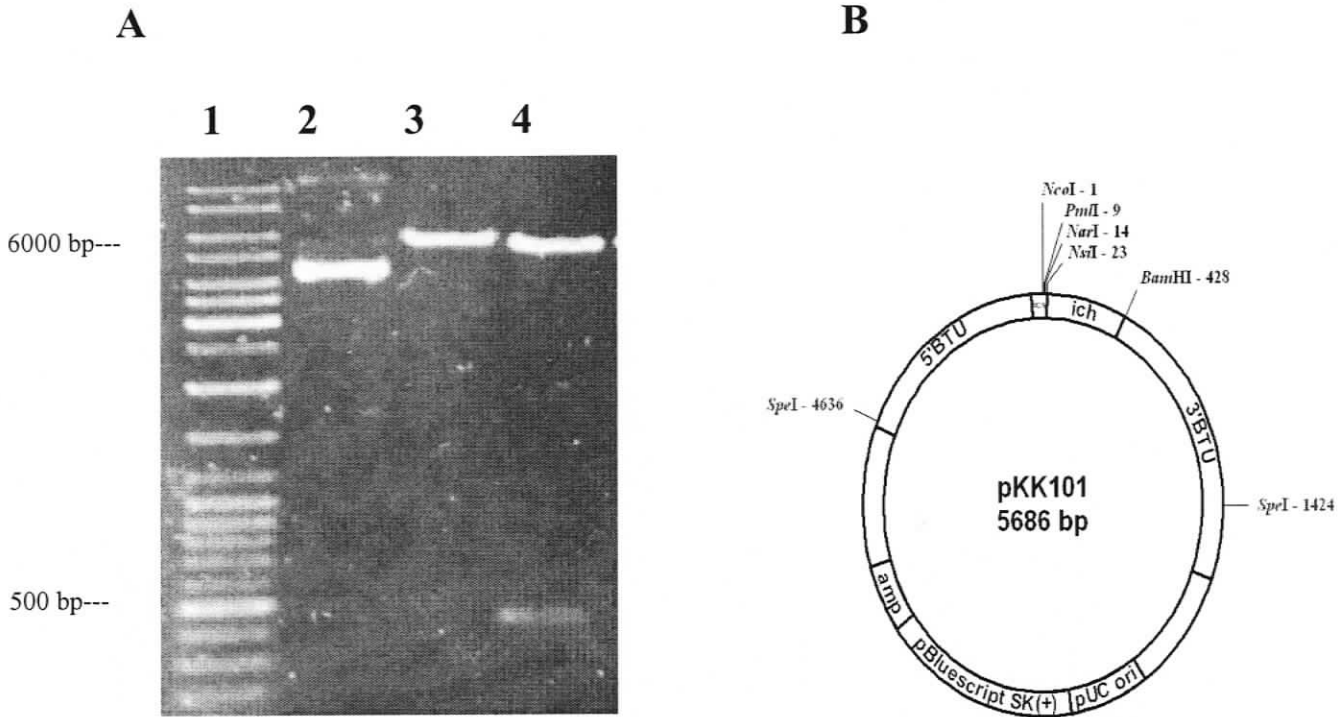 A
1 2 3 4
6000 bp---
500 bp---
B
NcoI - 1
PmlI - 9
NarI - 14
NsiI - 23
BamHI - 428
ich
5'BTU
SpeI - 4636
3'BTU
SpeI - 1424
pKK101
5686 bp
amp
pBluescript SK(+)
pUC ori